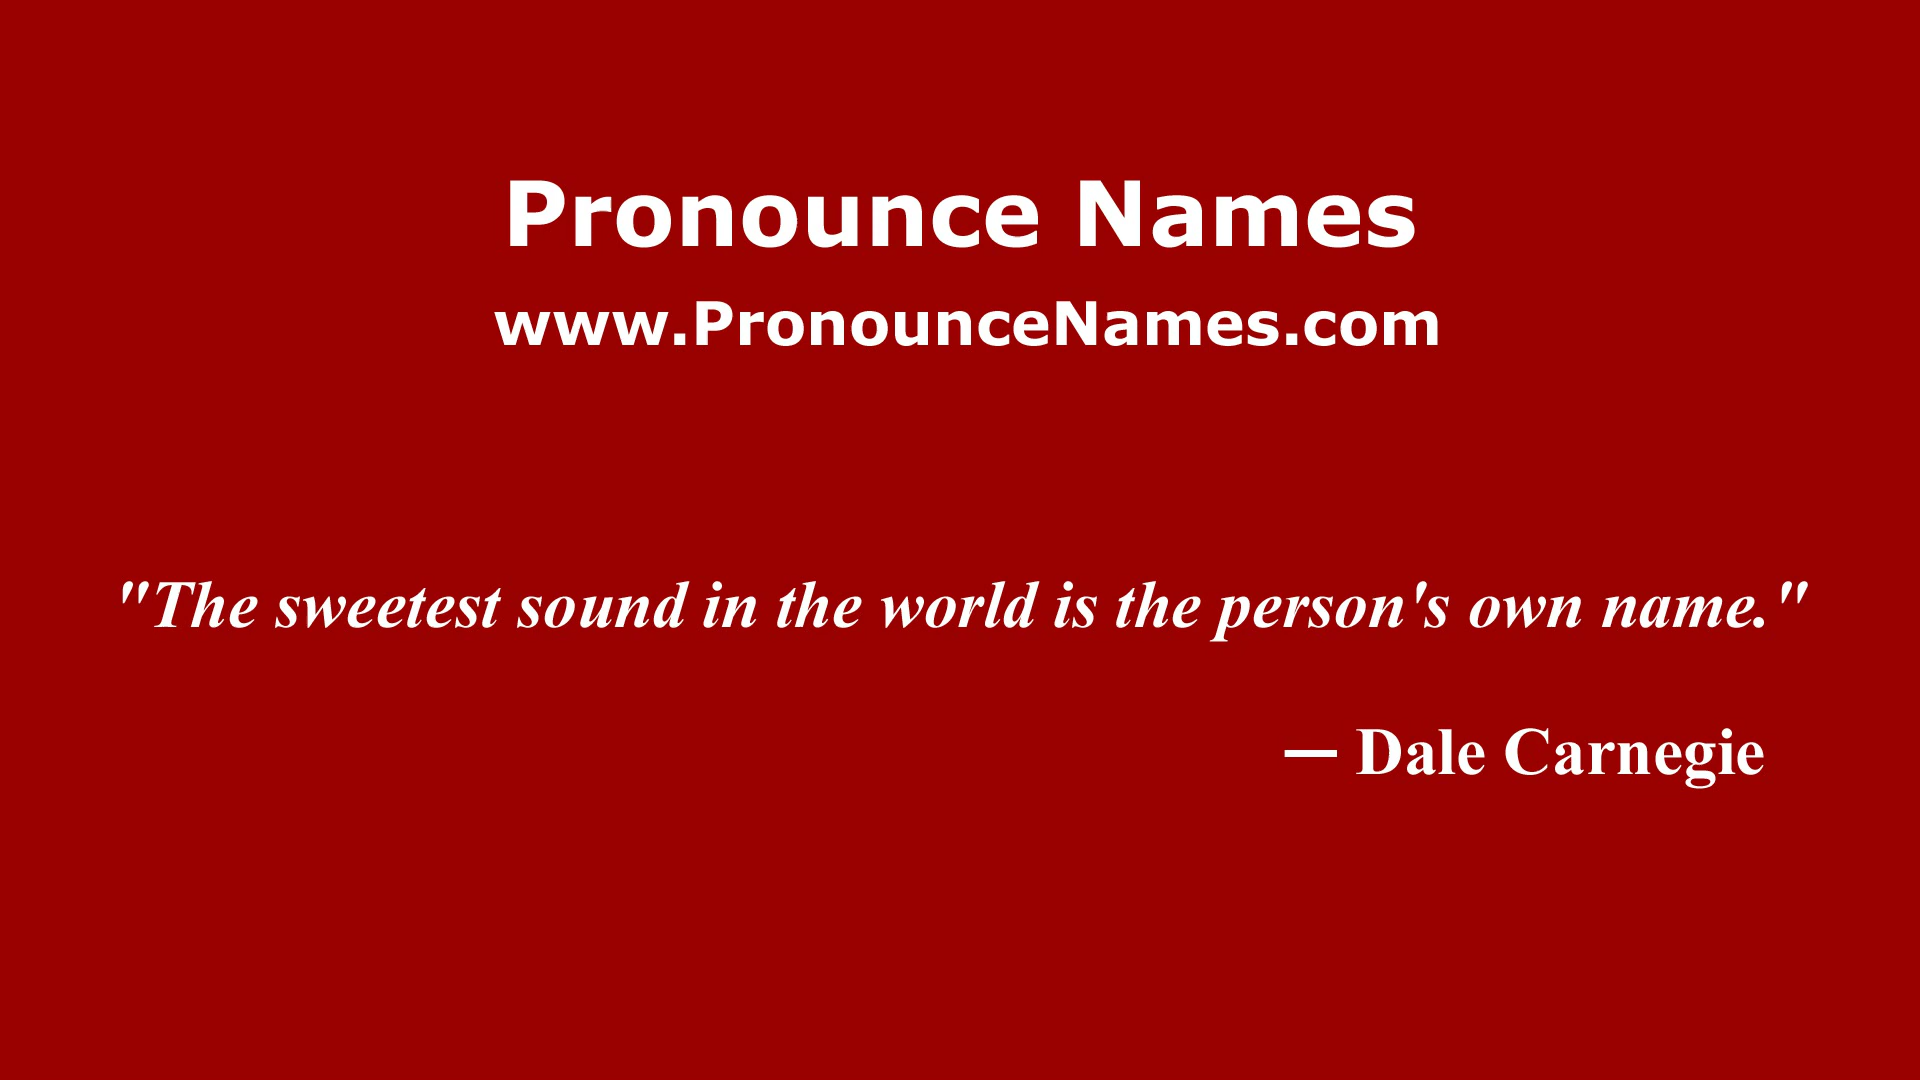 Pronounce Names
www.PronounceNames.com
"The sweetest sound in the world is the person's own name."
— Dale Carnegie